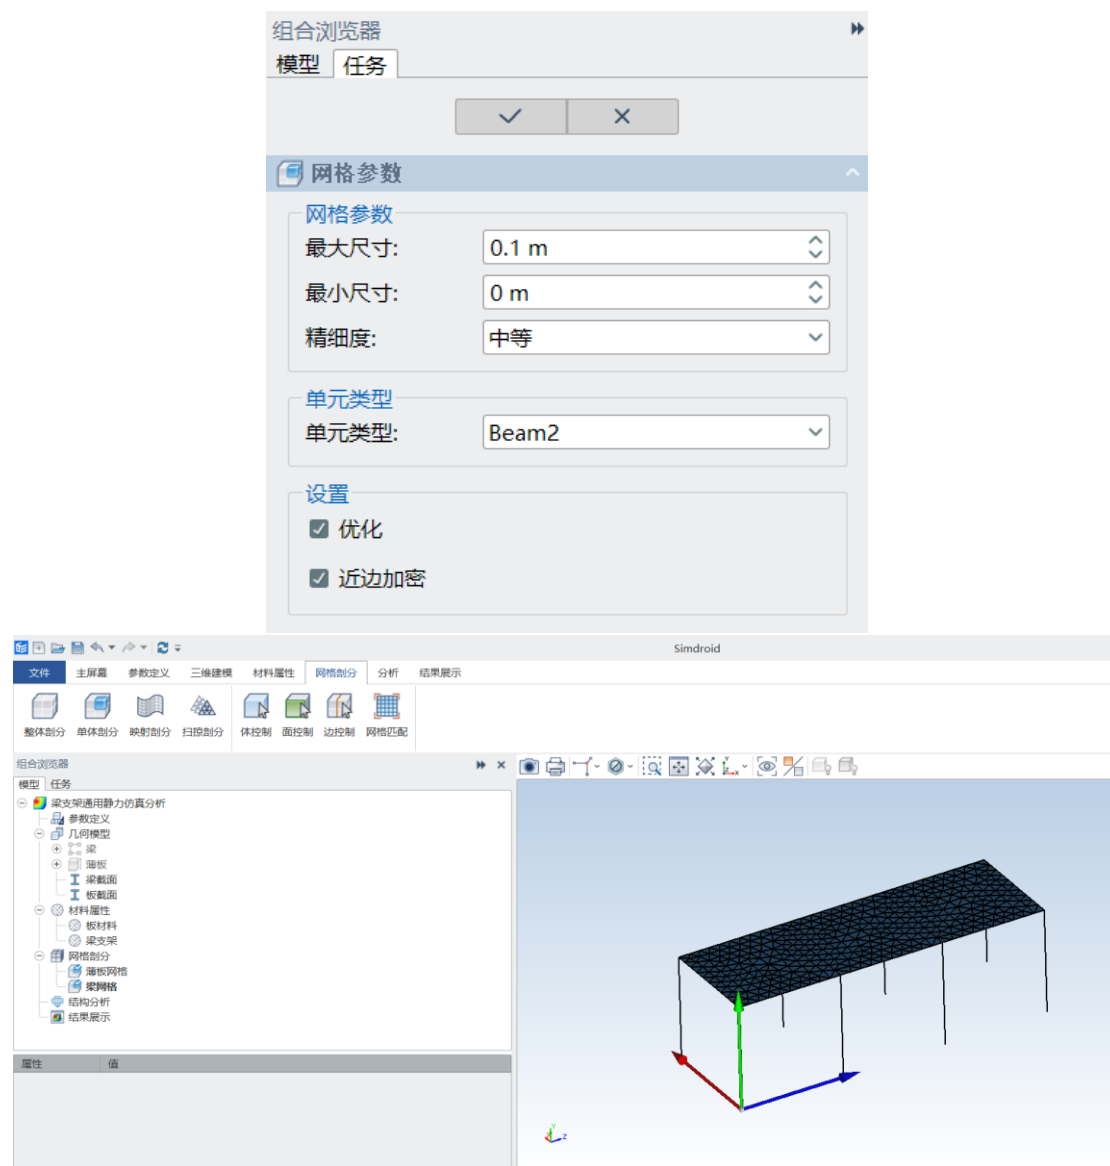 组合浏览器
模型 任务
网格参数
网格参数
最大尺寸: 0.1 m
最小尺寸: 0 m
精细度: 中等
单元类型
单元类型: Beam2
设置
优化
近边加密
Simdroid
文件 主屏幕 参数定义 三维建模 材料属性 网格剖分 分析 结果展示
整体剖分 单体剖分 映射剖分 扫掠剖分 体控制 面控制 边控制 网格匹配
组合浏览器
模型 任务
梁支架通用静力仿真分析
参数定义
几何模型
梁
薄板
梁截面
板截面
材料属性
板材料
梁支架
网格剖分
薄板网格
梁网格
结构分析
结果展示
属性 值
Y
Z